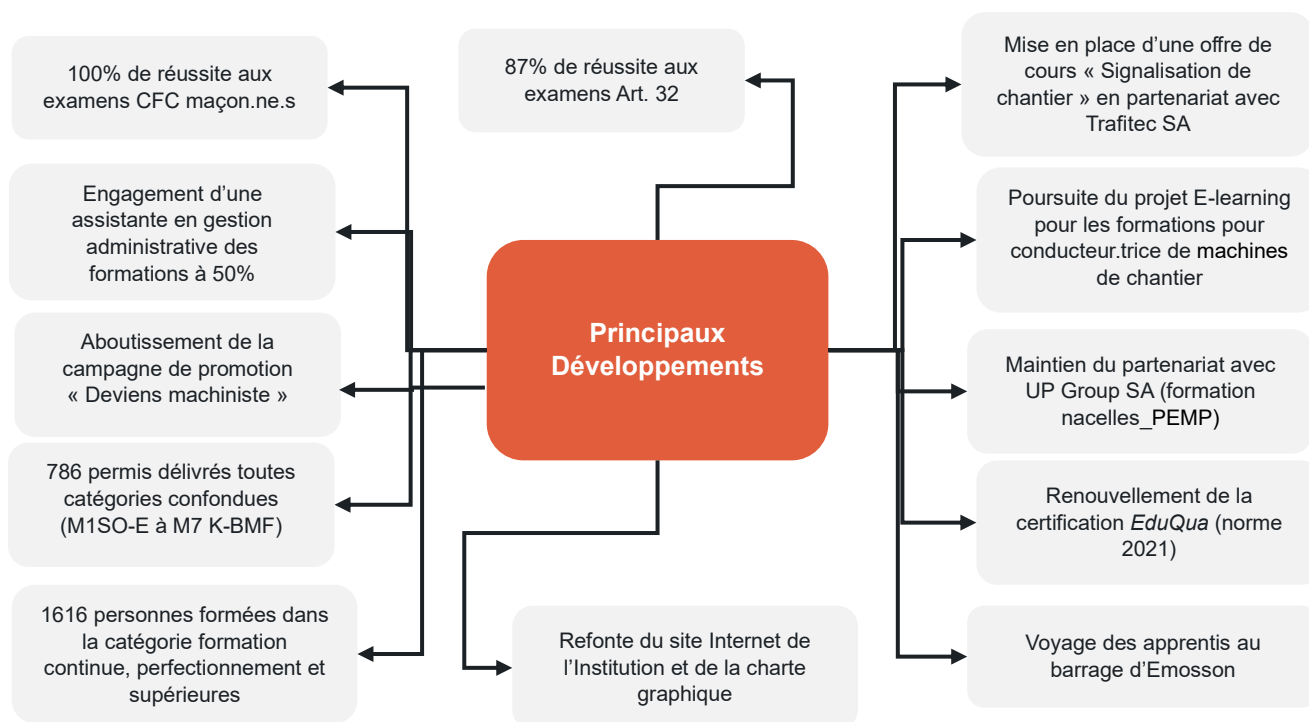 100% de réussite aux
examens CFC maçon.ne.s
87% de réussite aux
examens Art. 32
Mise en place d’une offre de
cours « Signalisation de
chantier » en partenariat avec
Trafitec SA
Engagement d’une
assistante en gestion
administrative des
formations à 50%
Poursuite du projet E-learning
pour les formations pour
conducteur.trice de machines
de chantier
Principaux
Développements
Aboutissement de la
campagne de promotion
« Deviens machiniste »
Maintien du partenariat avec
UP Group SA (formation
nacelles_PEMP)
786 permis délivrés toutes
catégories confondues
(M1SO-E à M7 K-BMF)
Renouvellement de la
certification EduQua (norme
2021)
1616 personnes formées dans
la catégorie formation
continue, perfectionnement et
supérieures
Refonte du site Internet de
l’Institution et de la charte
graphique
Voyage des apprentis au
barrage d’Emosson